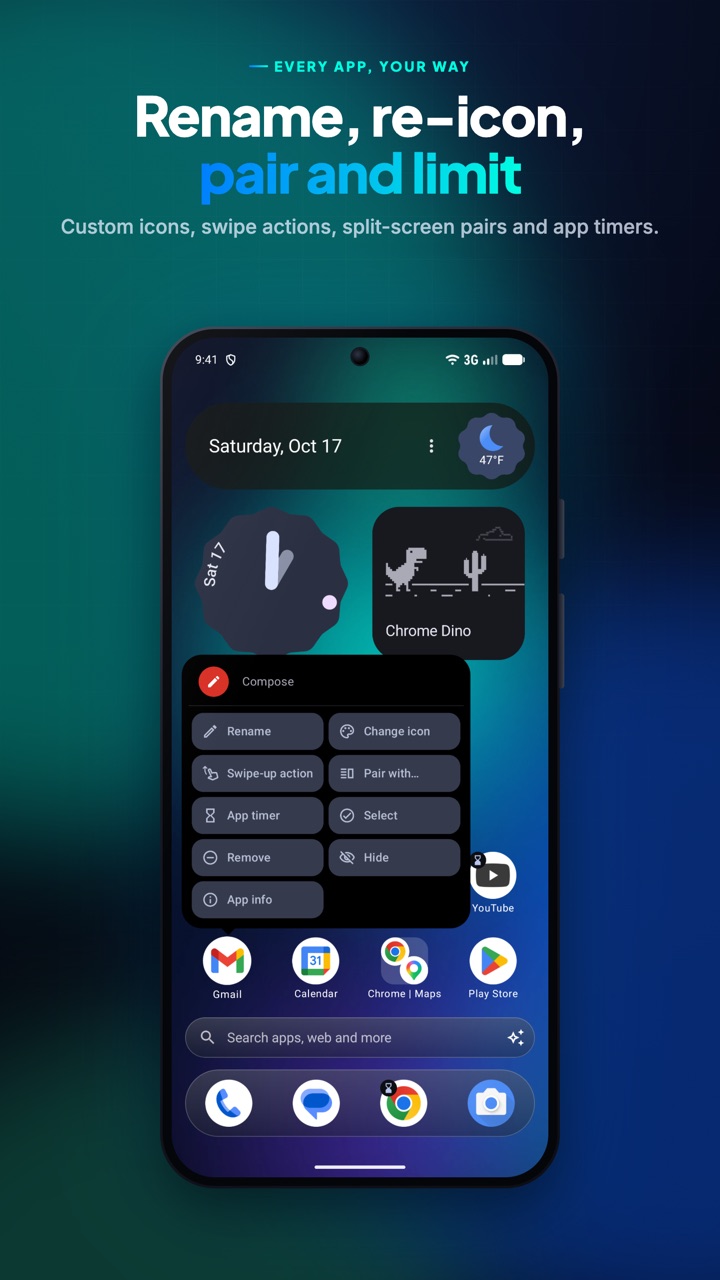 EVERY APP, YOUR WAY
Rename, re-icon,
pair and limit
Custom icons, swipe actions, split-screen pairs and app timers.
9:41
3G
Saturday, Oct 17
47°F
Sat 17
Chrome Dino
Compose
Rename
Change icon
Swipe-up action
Pair with...
App timer
Select
Remove
Hide
App info
YouTube
31
Gmail
Calendar
Chrome | Maps
Play Store
Search apps, web and more